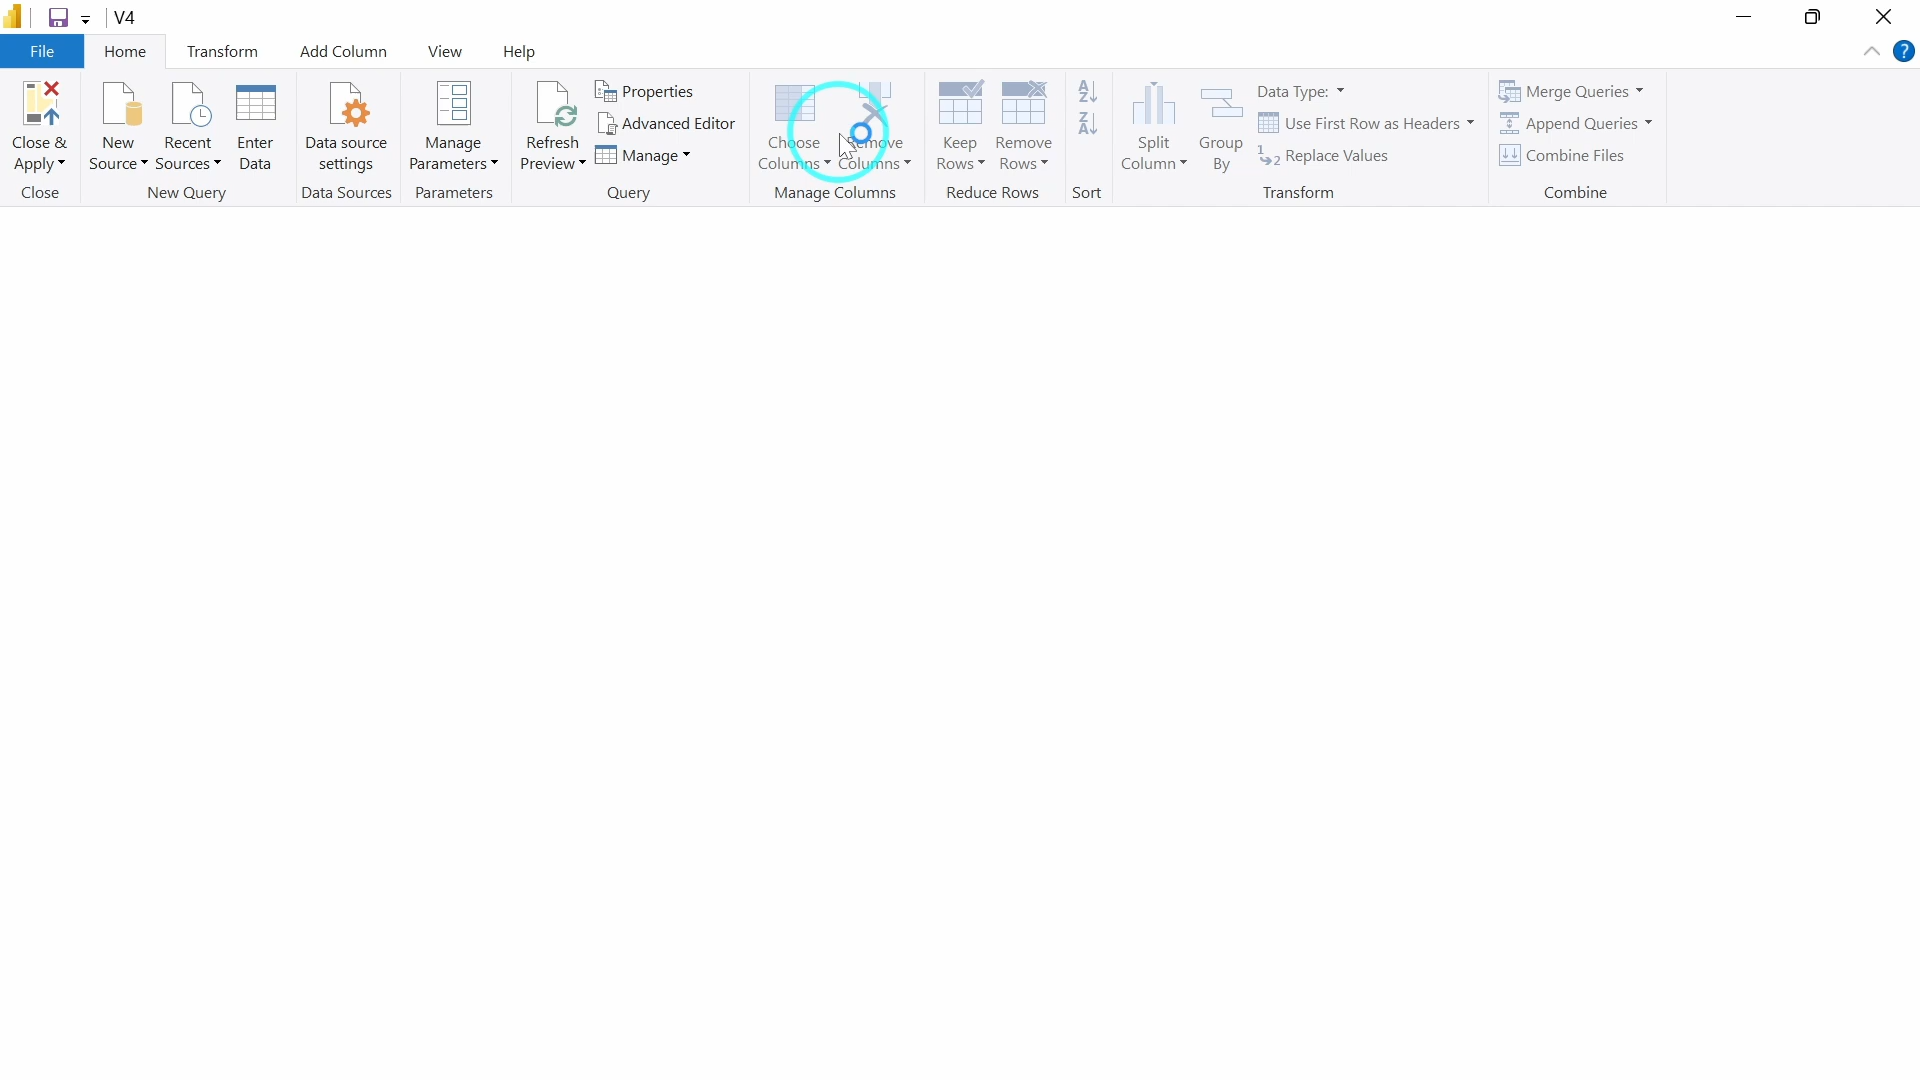 V4
File Home Transform Add Column View Help
Close & Apply
New Source
Recent Sources
Enter Data
Data source settings
Manage Parameters
Refresh Preview
Properties
Advanced Editor
Manage
Choose Columns
Remove Columns
Keep Rows
Remove Rows
Split Column
Group By
Data Type:
Use First Row as Headers
1 2 Replace Values
Merge Queries
Append Queries
Combine Files
A Z
Z A
Close New Query Data Sources Parameters Query Manage Columns Reduce Rows Sort Transform Combine
?